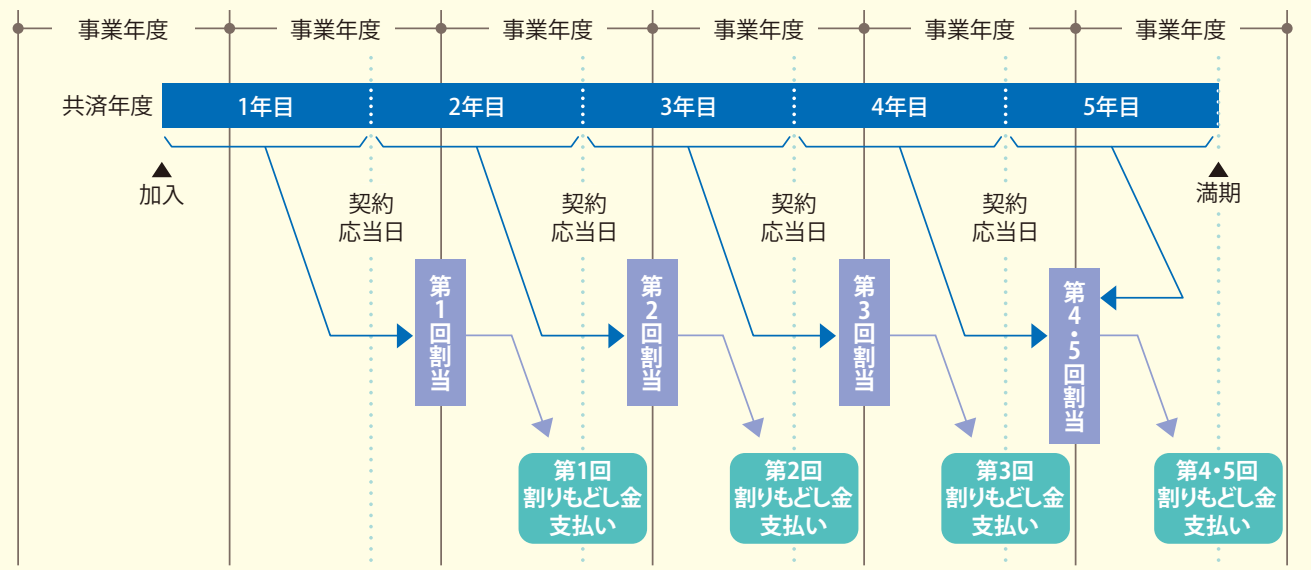 事業年度
事業年度
事業年度
事業年度
事業年度
事業年度
共済年度
1年目
2年目
3年目
4年目
5年目
加入
満期
契約
応当日
契約
応当日
契約
応当日
契約
応当日
第1回割当
第2回割当
第3回割当
第4・5回割当
第1回
割りもどし金
支払い
第2回
割りもどし金
支払い
第3回
割りもどし金
支払い
第4・5回
割りもどし金
支払い